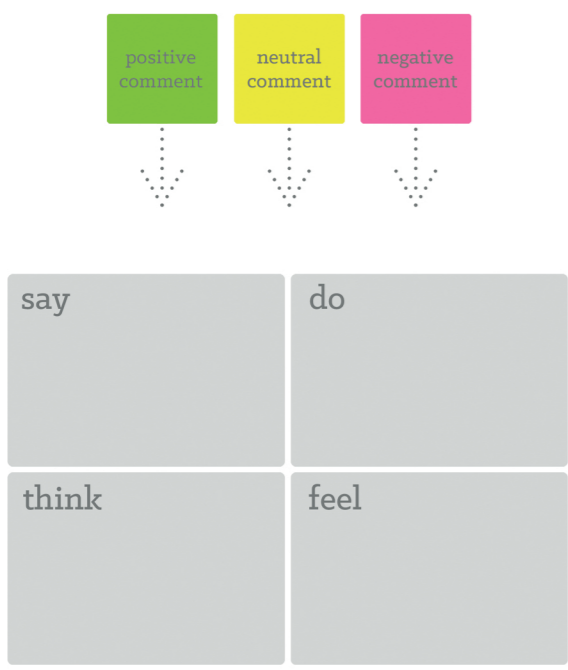 positive
comment
neutral
comment
negative
comment
say
do
think
feel